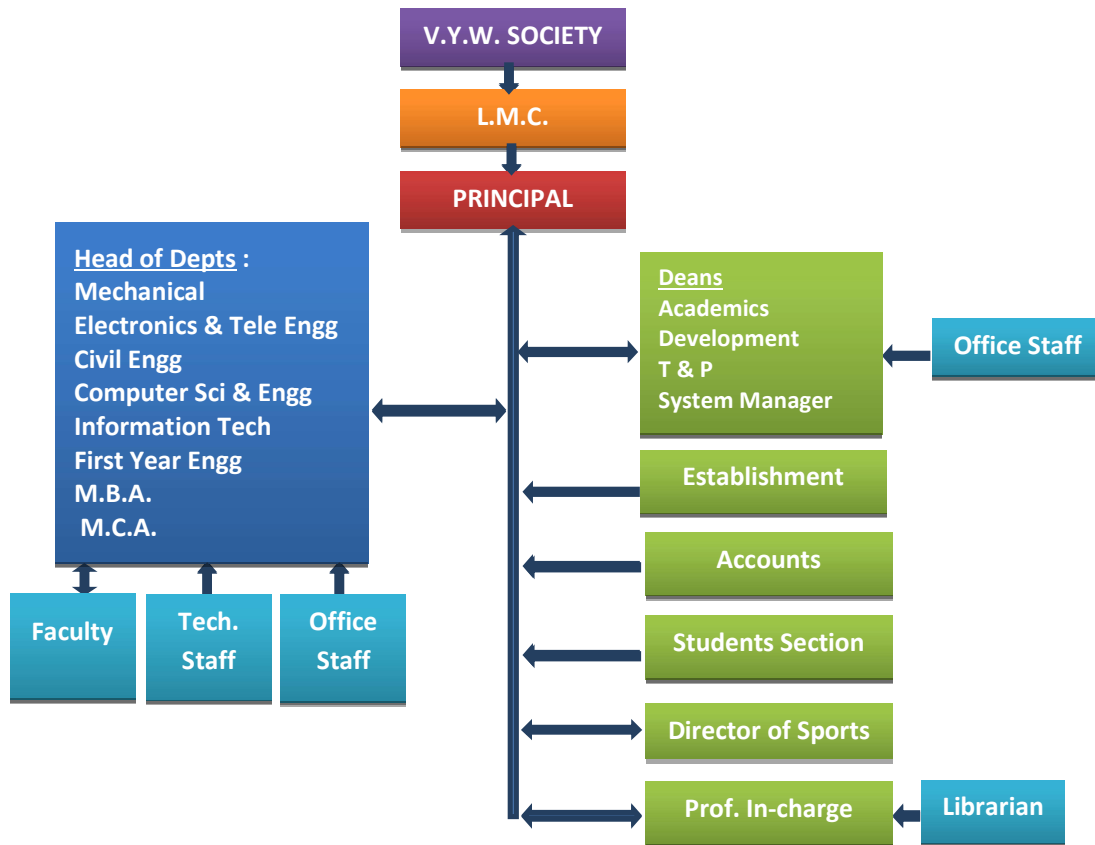 V.Y.W. SOCIETY
L.M.C.
PRINCIPAL
Head of Depts :
Mechanical
Electronics & Tele Engg
Civil Engg
Computer Sci & Engg
Information Tech
First Year Engg
M.B.A.
M.C.A.
Faculty
Tech.
Staff
Office
Staff
Deans
Academics
Development
T & P
System Manager
Office Staff
Establishment
Accounts
Students Section
Director of Sports
Prof. In-charge
Librarian